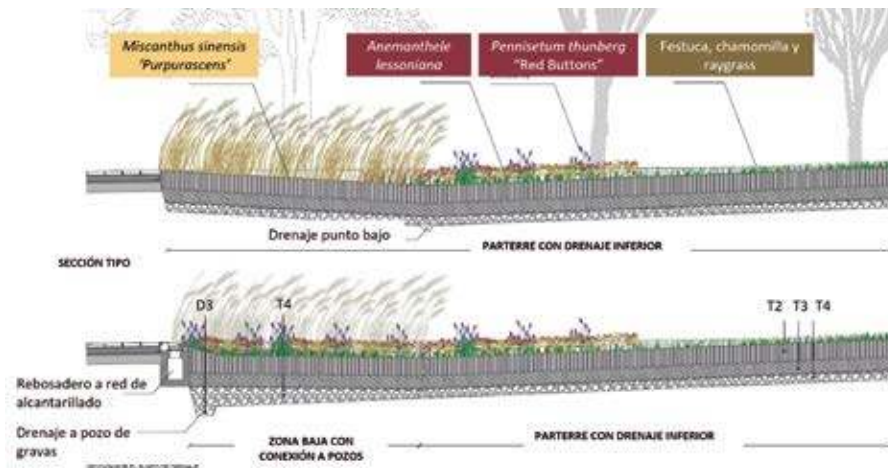 Miscanthus sinensis
'Purpurascens'
Anemanthele
lessoniana
Pennisetum thunberg
"Red Buttons"
Festuca, chamomilla y
raygrass
Drenaje punto bajo
PARTERRE CON DRENAJE INFERIOR
SECCIÓN TIPO
D3
T4
T2
T3
T4
Rebosadero a red de
alcantarillado
Drenaje a pozo de
gravas
ZONA BAJA CON
CONEXIÓN A POZOS
PARTERRE CON DRENAJE INFERIOR